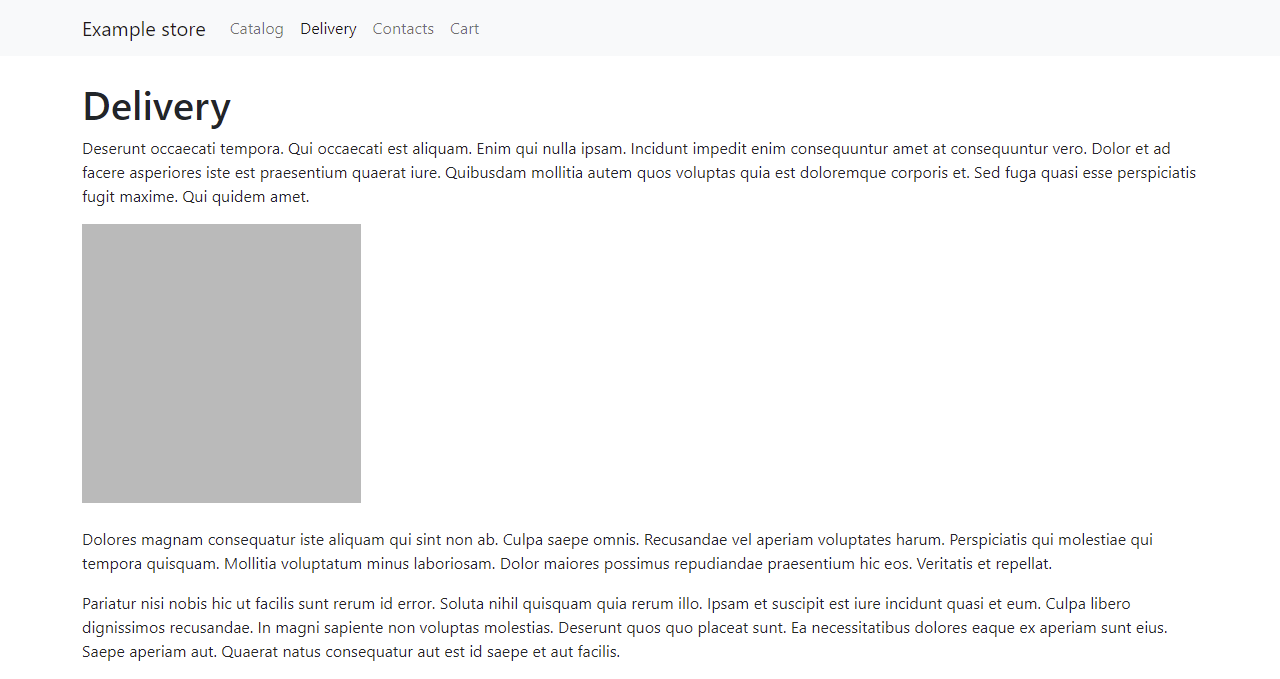 Example store Catalog Delivery Contacts Cart
Delivery
Deserunt occaecati tempora. Qui occaecati est aliquam. Enim qui nulla ipsam. Incidunt impedit enim consequuntur amet at consequuntur vero. Dolor et ad
facere asperiores iste est praesentium quaerat iure. Quibusdam mollitia autem quos voluptas quia est doloremque corporis et. Sed fuga quasi esse perspiciatis
fugit maxime. Qui quidem amet.
Dolores magnam consequatur iste aliquam qui sint non ab. Culpa saepe omnis. Recusandae vel aperiam voluptates harum. Perspiciatis qui molestiae qui
tempora quisquam. Mollitia voluptatum minus laboriosam. Dolor maiores possimus repudiandae praesentium hic eos. Veritatis et repellat.
Pariatur nisi nobis hic ut facilis sunt rerum id error. Soluta nihil quisquam quia rerum illo. Ipsam et suscipit est iure incidunt quasi et eum. Culpa libero
dignissimos recusandae. In magni sapiente non voluptas molestias. Deserunt quos quo placeat sunt. Ea necessitatibus dolores eaque ex aperiam sunt eius.
Saepe aperiam aut. Quaerat natus consequatur aut est id saepe et aut facilis.